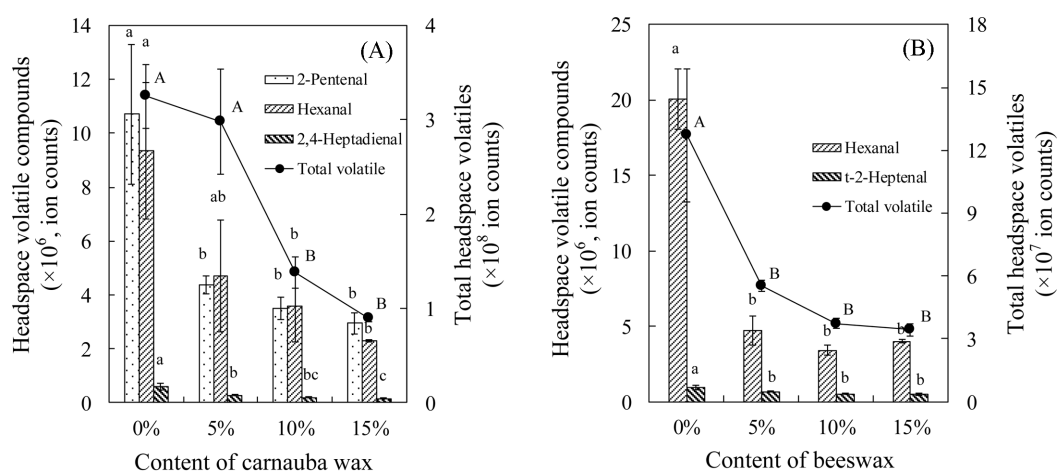 (A)
Headspace volatile compounds
(×10⁶, ion counts)
14
12
10
8
6
4
2
0
a
a
A
b
ab
A
b
b
B
b
B
b
a
b
bc
c
2-Pentenal
Hexanal
2,4-Heptadienal
Total volatile
4
3
2
1
0
Total headspace volatiles
(×10⁸ ion counts)
0% 5% 10% 15%
Content of carnauba wax
(B)
Headspace volatile compounds
(×10⁶, ion counts)
25
20
15
10
5
0
a
A
B
b
B
b
B
b
a
b
b
b
Hexanal
t-2-Heptenal
Total volatile
18
15
12
9
6
3
0
Total headspace volatiles
(×10⁷ ion counts)
0% 5% 10% 15%
Content of beeswax